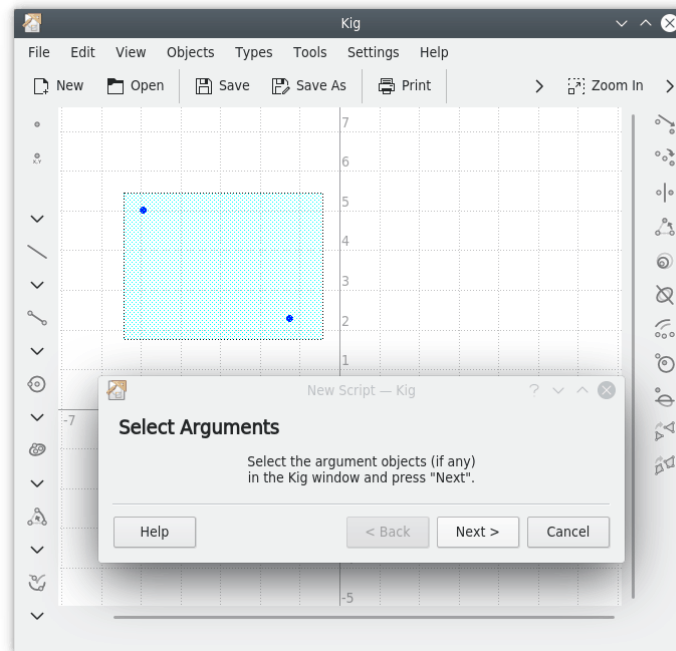 Kig
File Edit View Objects Types Tools Settings Help
New Open Save Save As Print Zoom In
7
x,y
6
5
4
3
2
1
-7
New Script — Kig
Select Arguments
Select the argument objects (if any)
in the Kig window and press "Next".
Help < Back Next > Cancel
-5